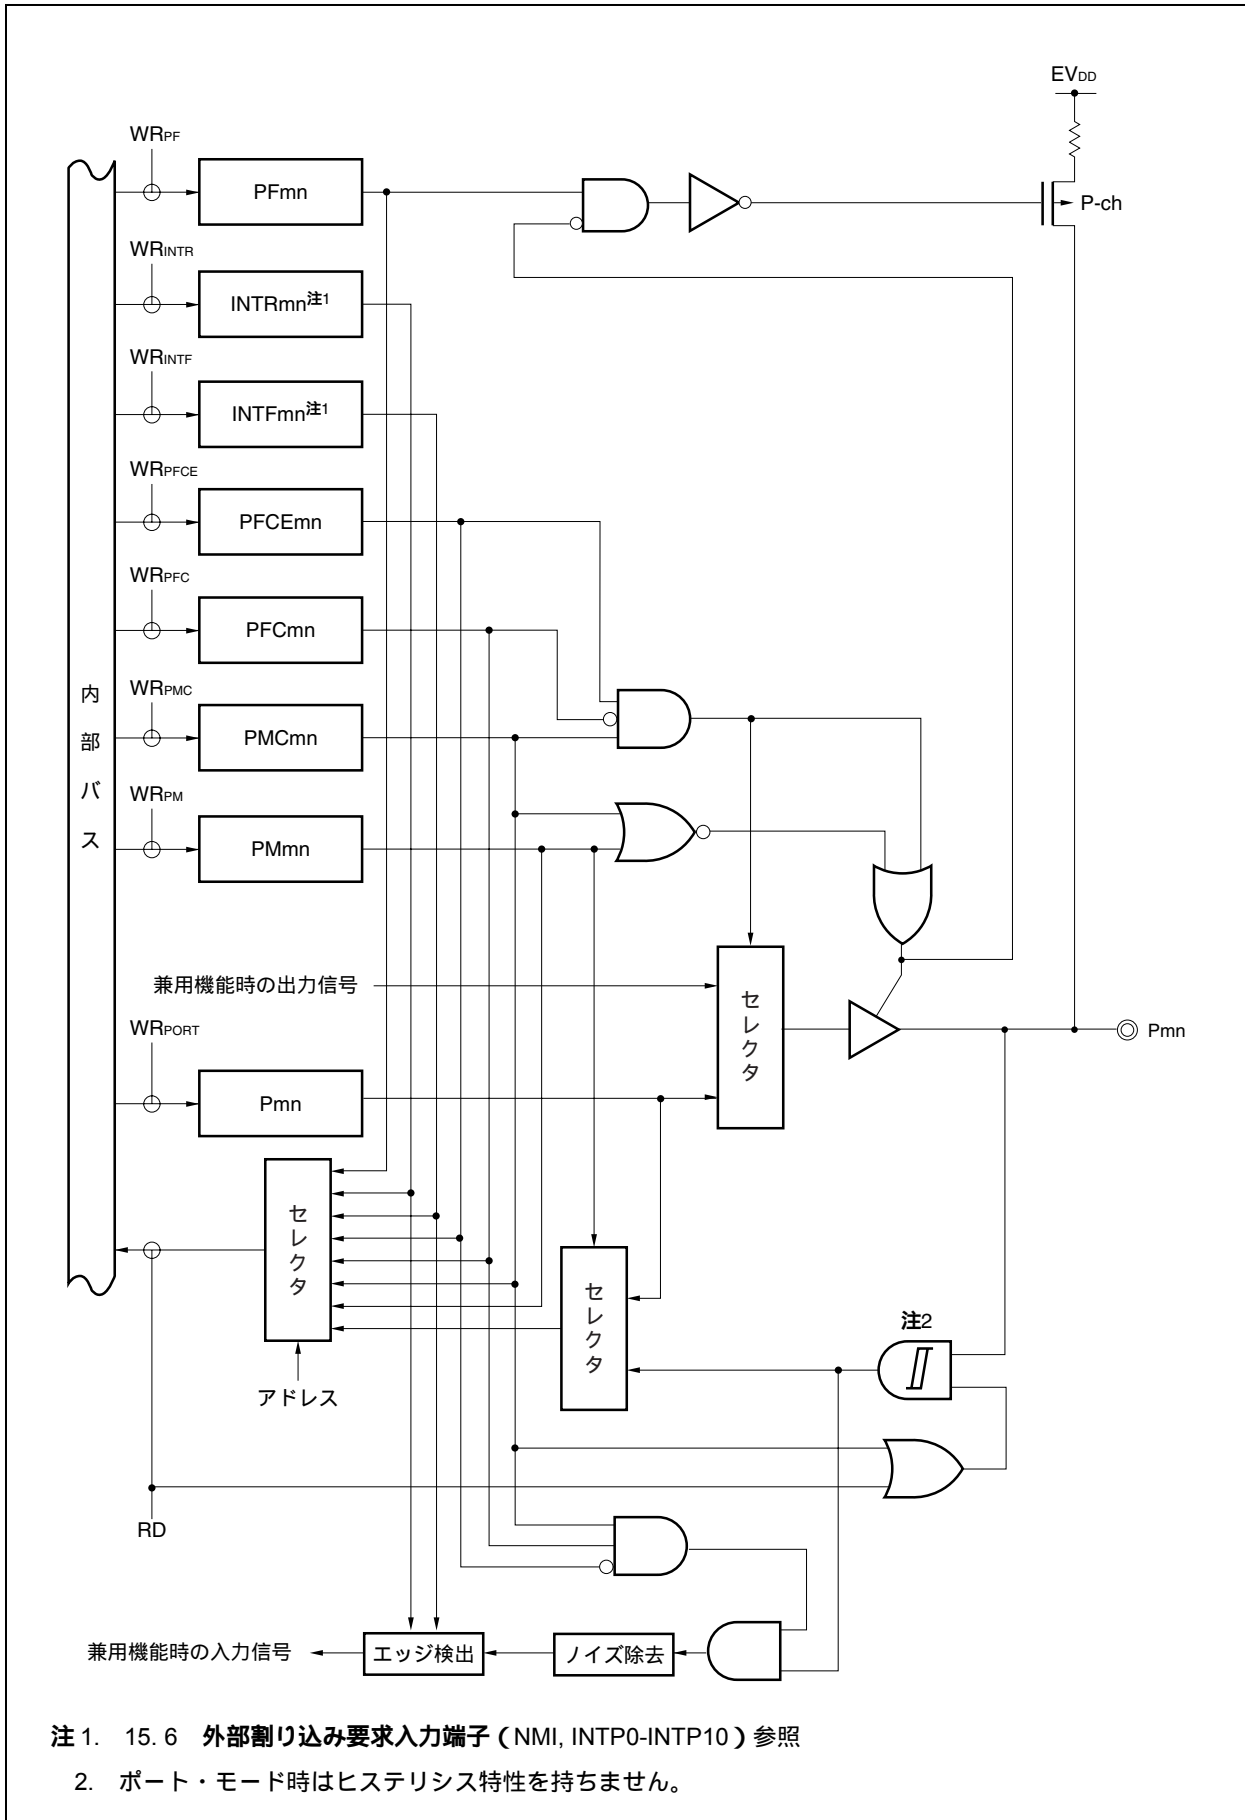 EVDD
WRPF
PFmn
P-ch
WRINTR
INTRmn注1
WRINTF
INTFmn注1
WRPFCE
PFCEmn
WRPFC
PFCmn
内部バス
WRPMC
PMCmn
WRPM
PMmn
兼用機能時の出力信号
セレクタ
WRPORT
Pmn
Pmn
セレクタ
セレクタ
注2
アドレス
RD
兼用機能時の入力信号
エッジ検出
ノイズ除去
注1. 15. 6 外部割り込み要求入力端子（NMI, INTP0-INTP10）参照
2. ポート・モード時はヒステリシス特性を持ちません。